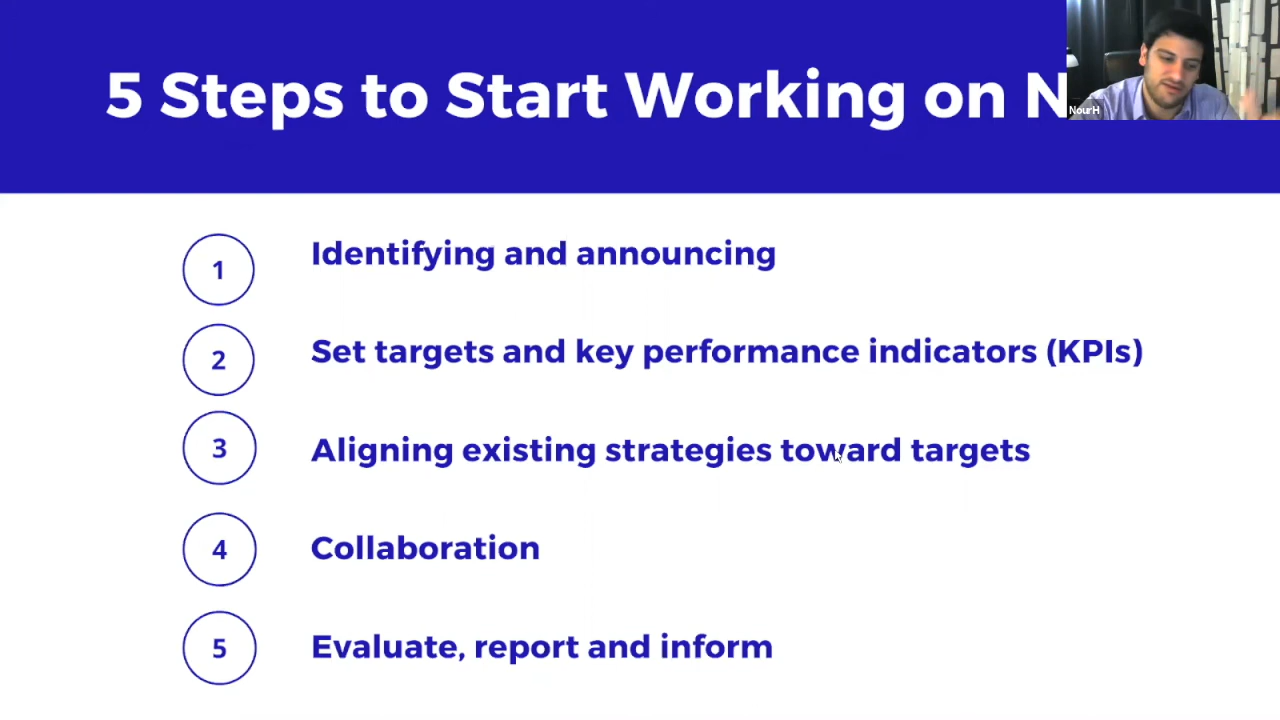 5 Steps to Start Working on N
NourH
1
Identifying and announcing
2
Set targets and key performance indicators (KPIs)
3
Aligning existing strategies toward targets
4
Collaboration
5
Evaluate, report and inform